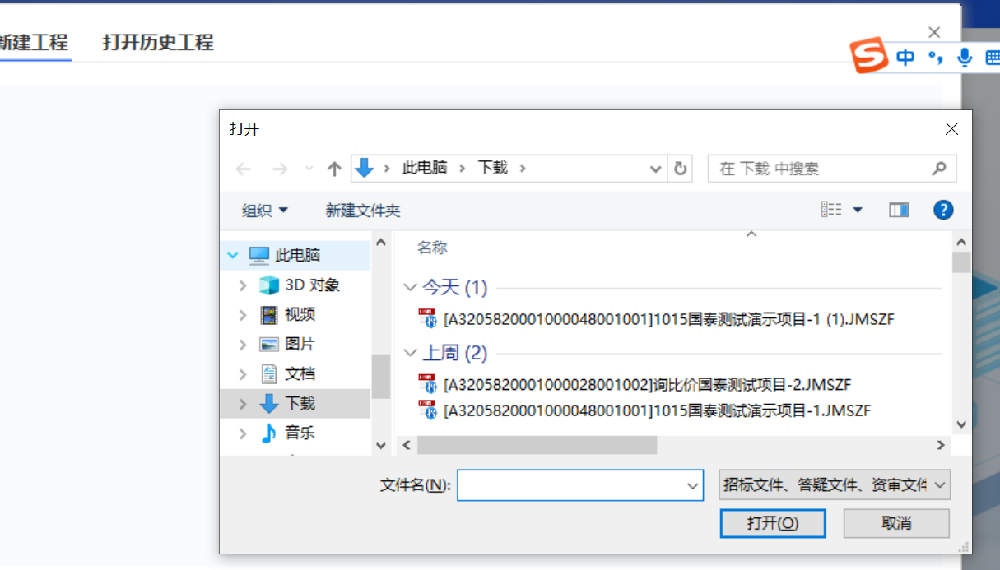 新建工程 打开历史工程
中
打开
此电脑 下载
在 下载 中搜索
组织 新建文件夹
此电脑
3D 对象
视频
图片
文档
下载
音乐
名称
今天 (1)
[A3205820001000048001001]1015国泰测试演示项目-1 (1).JMSZF
上周 (2)
[A3205820001000028001002]询比价国泰测试项目-2.JMSZF
[A3205820001000048001001]1015国泰测试演示项目-1.JMSZF
文件名(N):
招标文件、答疑文件、资审文件
打开(O) 取消